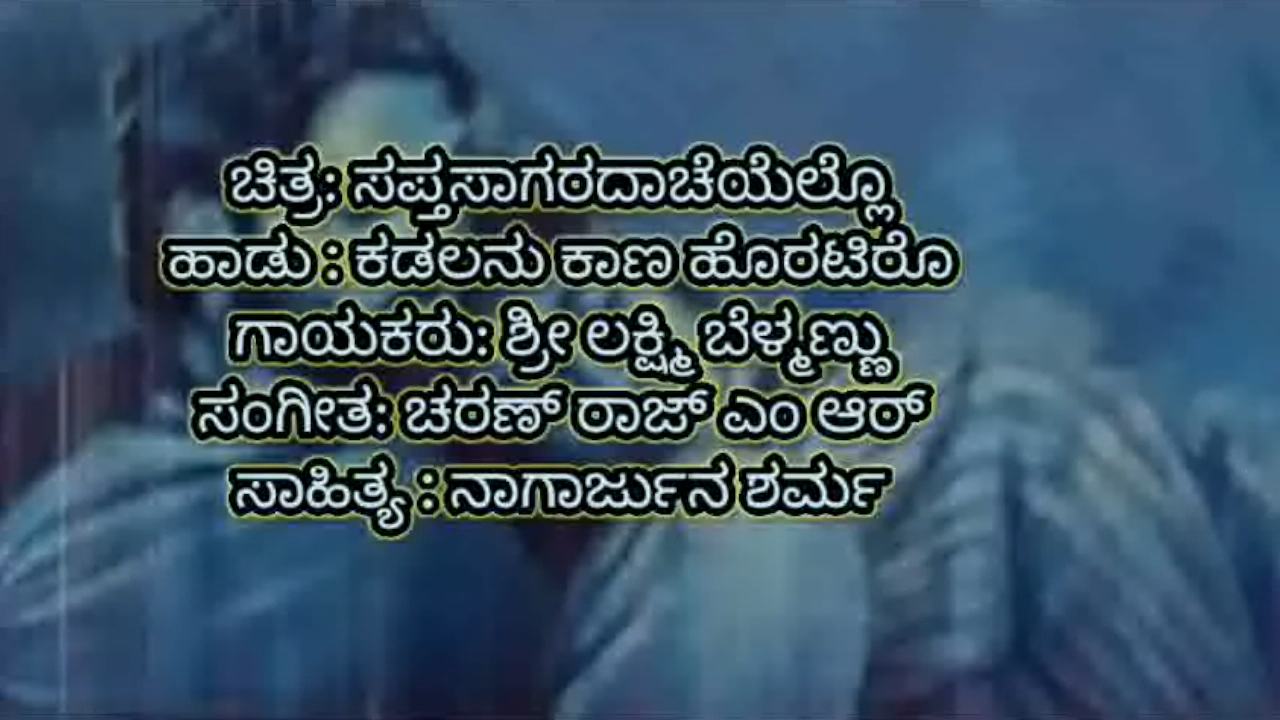 ಚಿತ್ರ: ಸಪ್ತಸಾಗರದಾಚೆಯೆಲ್ಲೊ
ಹಾಡು : ಕಡಲನು ಕಾಣ ಹೊರಟಿರೊ
ಗಾಯಕರು: ಶ್ರೀ ಲಕ್ಷ್ಮಿ ಬೆಳ್ಮಣ್ಣು
ಸಂಗೀತ: ಚರಣ್ ರಾಜ್ ಎಂ ಆರ್
ಸಾಹಿತ್ಯ : ನಾಗಾರ್ಜುನ ಶರ್ಮ